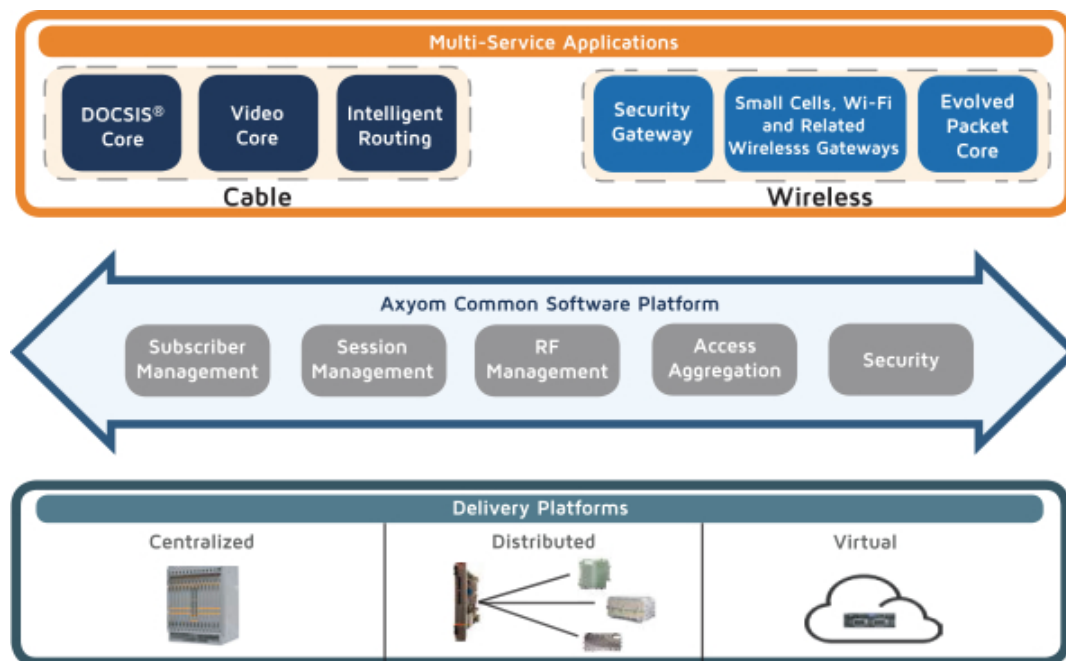 Multi-Service Applications
DOCSIS® Core
Video Core
Intelligent Routing
Security Gateway
Small Cells, Wi-Fi and Related Wirelesss Gateways
Evolved Packet Core
Cable
Wireless
Axyom Common Software Platform
Subscriber Management
Session Management
RF Management
Access Aggregation
Security
Delivery Platforms
Centralized
Distributed
Virtual